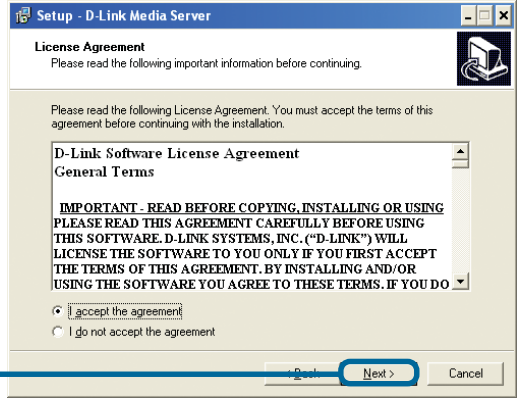 Setup - D-Link Media Server
License Agreement
Please read the following important information before continuing.
Please read the following License Agreement. You must accept the terms of this
agreement before continuing with the installation.
D-Link Software License Agreement
General Terms
IMPORTANT - READ BEFORE COPYING, INSTALLING OR USING
PLEASE READ THIS AGREEMENT CAREFULLY BEFORE USING
THIS SOFTWARE. D-LINK SYSTEMS, INC. (“D-LINK”) WILL
LICENSE THE SOFTWARE TO YOU ONLY IF YOU FIRST ACCEPT
THE TERMS OF THIS AGREEMENT. BY INSTALLING AND/OR
USING THE SOFTWARE YOU AGREE TO THESE TERMS. IF YOU DO
I accept the agreement
I do not accept the agreement
Next >
Cancel